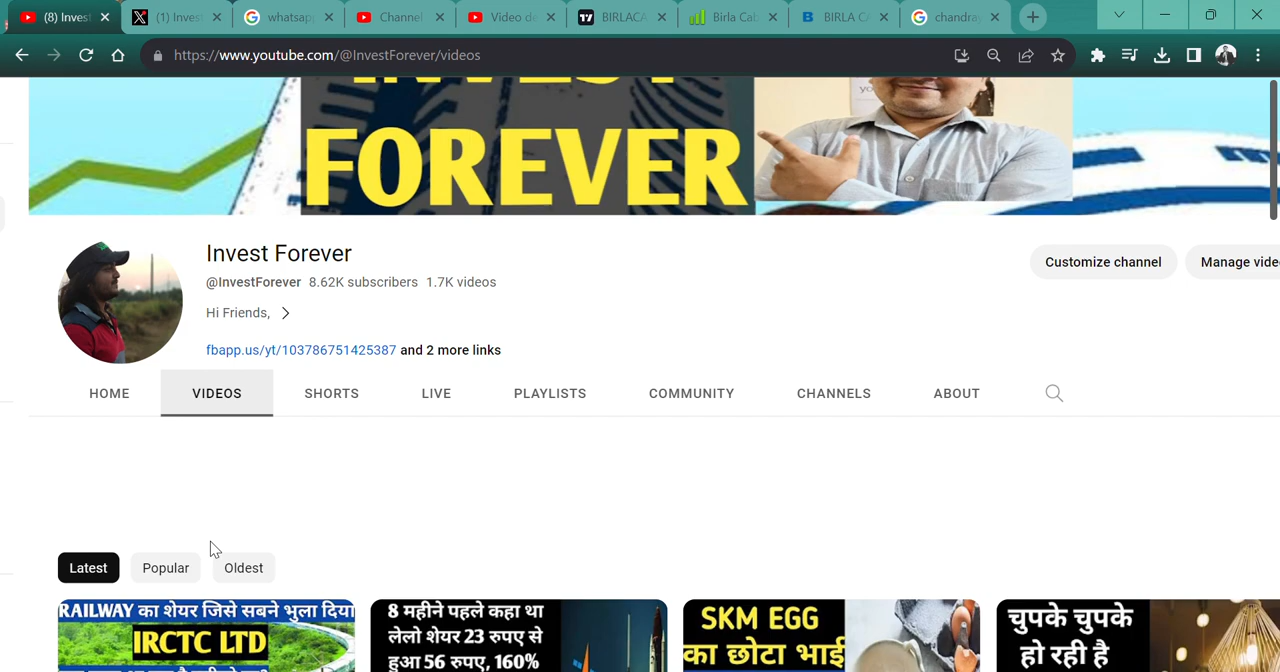 (8) Invest
(1) Invest
whatsap
Channel
Video de
BIRLACA
Birla Cab
BIRLA CA
chandra
https://www.youtube.com/@InvestForever/videos
FOREVER
Invest Forever
@InvestForever 8.62K subscribers 1.7K videos
Customize channel
Manage vide
Hi Friends,
fbapp.us/yt/103786751425387 and 2 more links
HOME
VIDEOS
SHORTS
LIVE
PLAYLISTS
COMMUNITY
CHANNELS
ABOUT
Latest
Popular
Oldest
RAILWAY का शेयर जिसे सबने भुला दिया
IRCTC LTD
8 महीने पहले कहा था
लेलो शेयर 23 रुपए से
हुआ 56 रुपए, 160%
SKM EGG
का छोटा भाई
चुपके चुपके
हो रही है